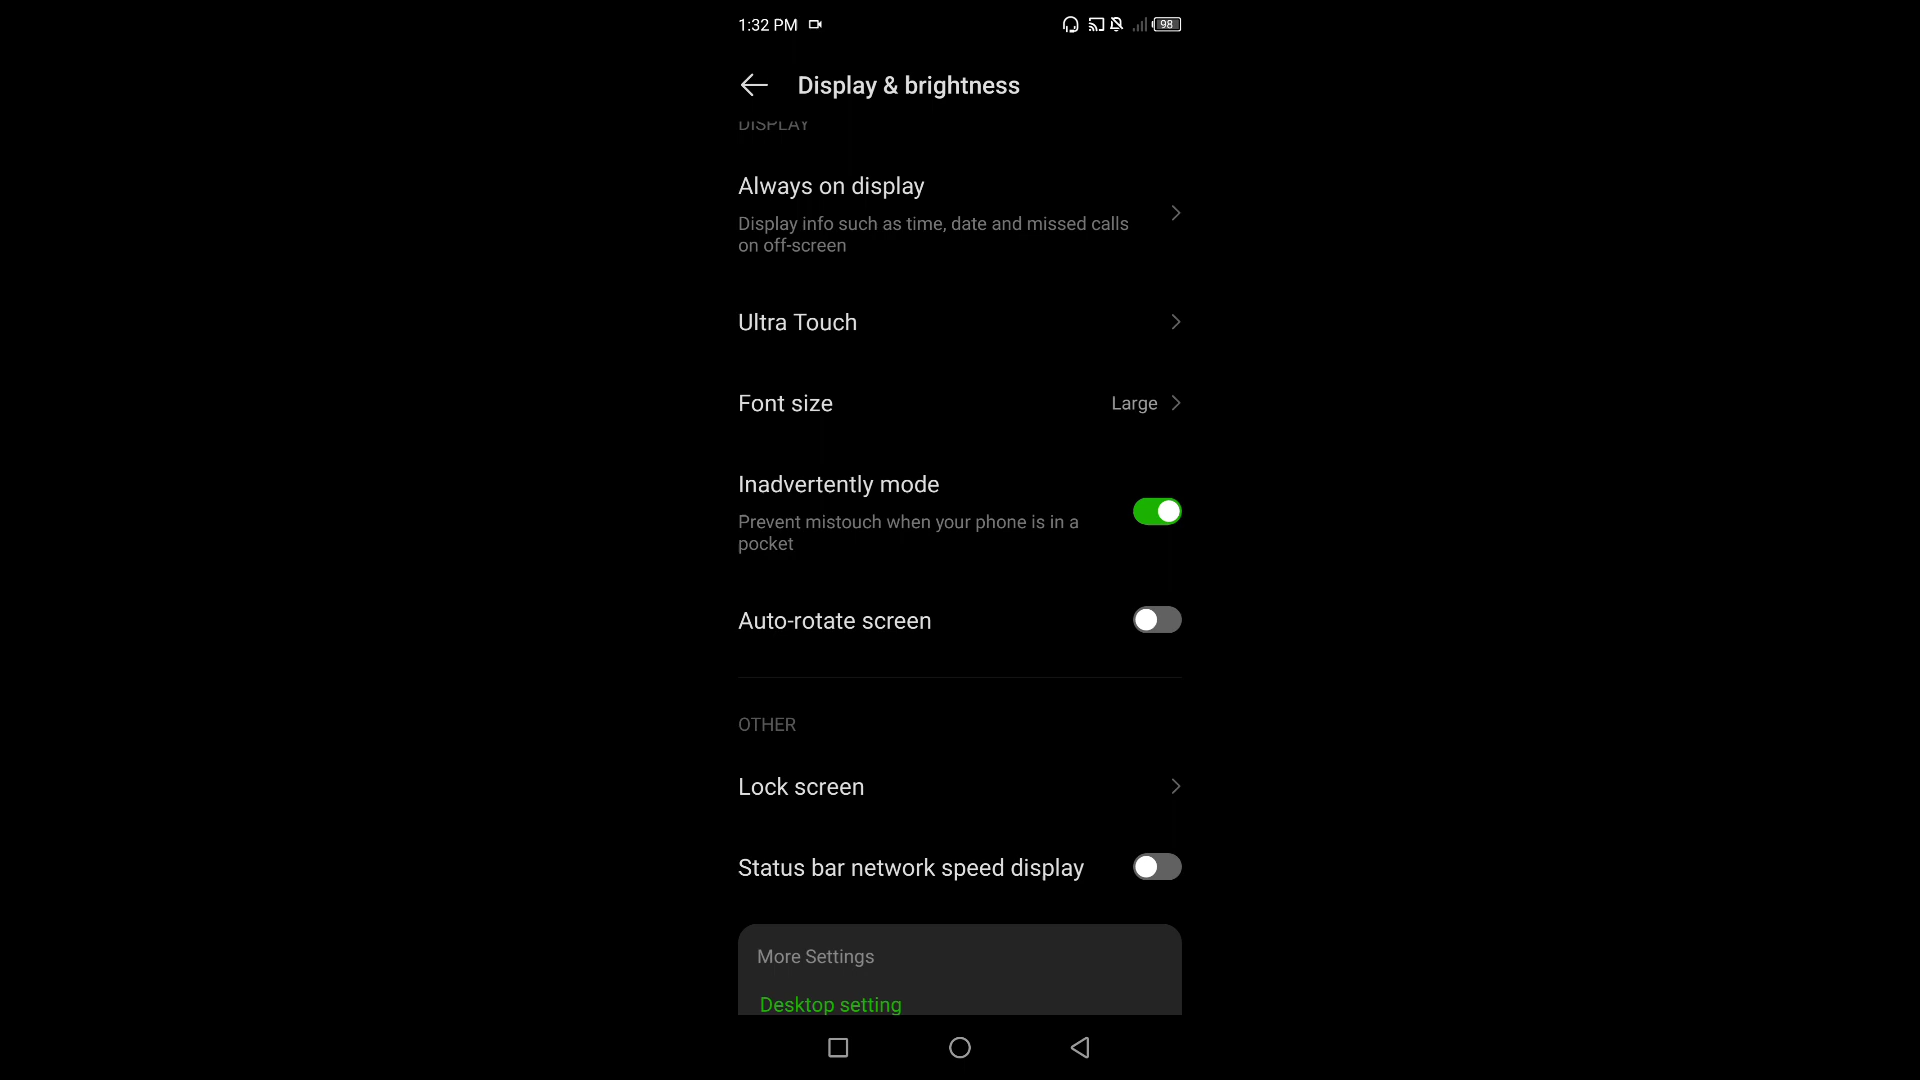 1:32 PM
98
Display & brightness
DISPLAY
Always on display
Display info such as time, date and missed calls
on off-screen
Ultra Touch
Font size
Large
Inadvertently mode
Prevent mistouch when your phone is in a
pocket
Auto-rotate screen
OTHER
Lock screen
Status bar network speed display
More Settings
Desktop setting